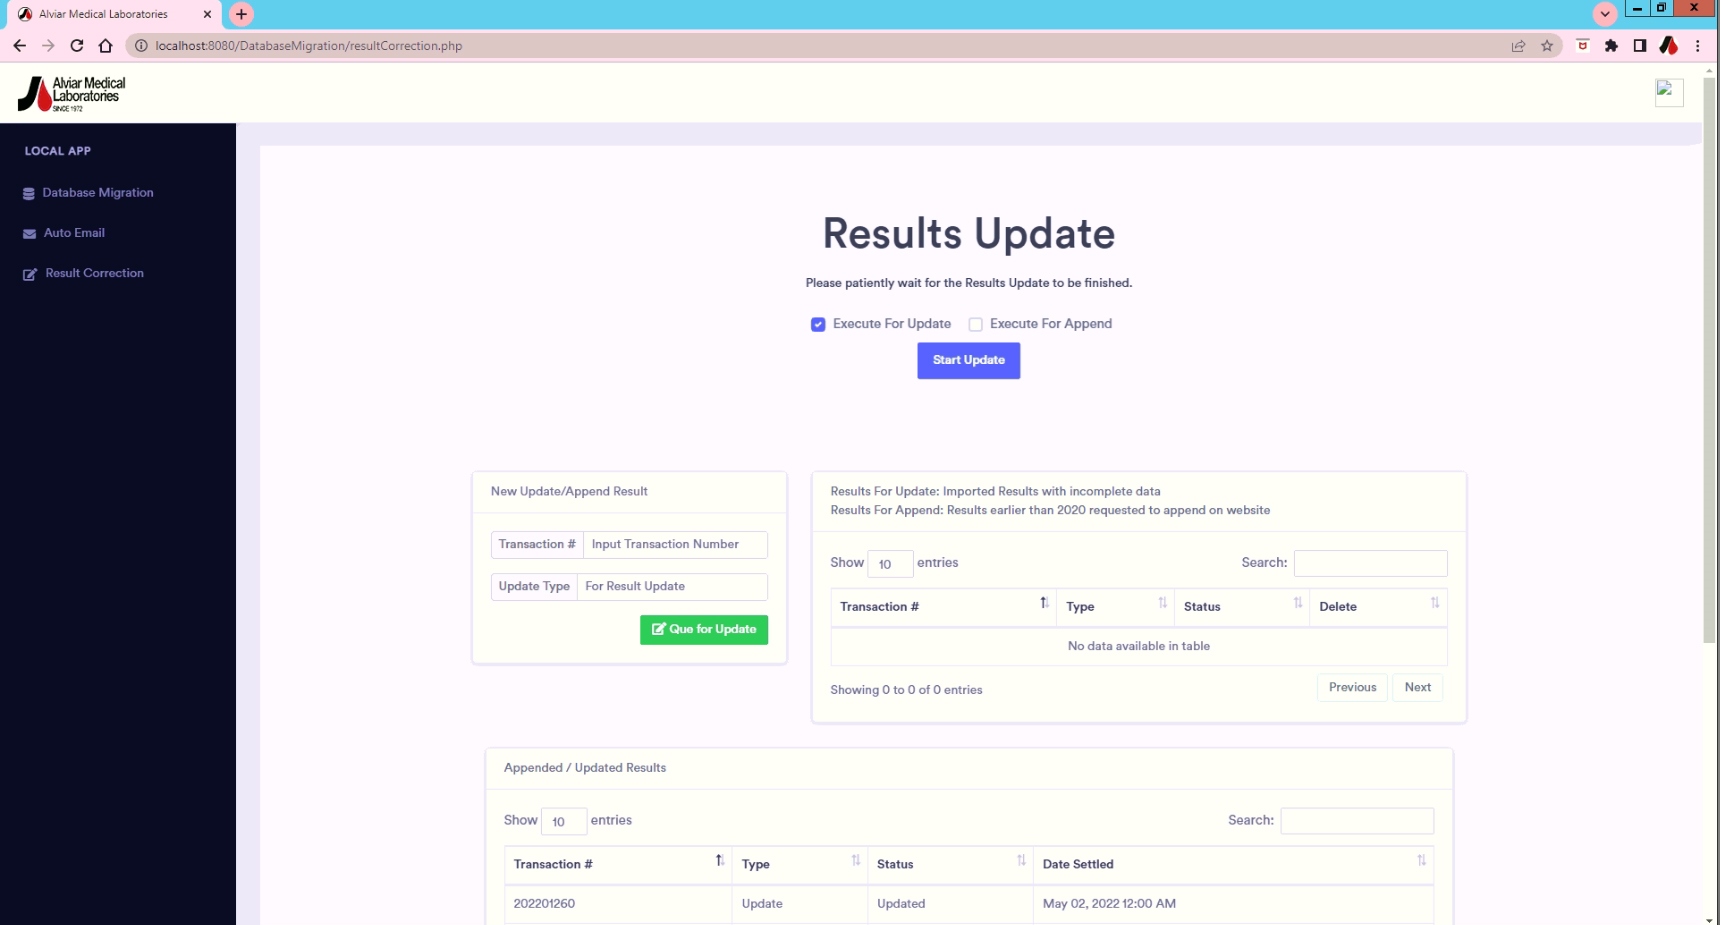 Alviar Medical Laboratories
localhost:8080/DatabaseMigration/resultCorrection.php
Alviar Medical
Laboratories
SINCE 1972
LOCAL APP
Database Migration
Auto Email
Result Correction
Results Update
Please patiently wait for the Results Update to be finished.
Execute For Update Execute For Append
Start Update
New Update/Append Result
Transaction # Input Transaction Number
Update Type For Result Update
Que for Update
Results For Update: Imported Results with incomplete data
Results For Append: Results earlier than 2020 requested to append on website
Show 10 entries Search:
Transaction # Type Status Delete
No data available in table
Showing 0 to 0 of 0 entries Previous Next
Appended / Updated Results
Show 10 entries Search:
Transaction # Type Status Date Settled
202201260 Update Updated May 02, 2022 12:00 AM